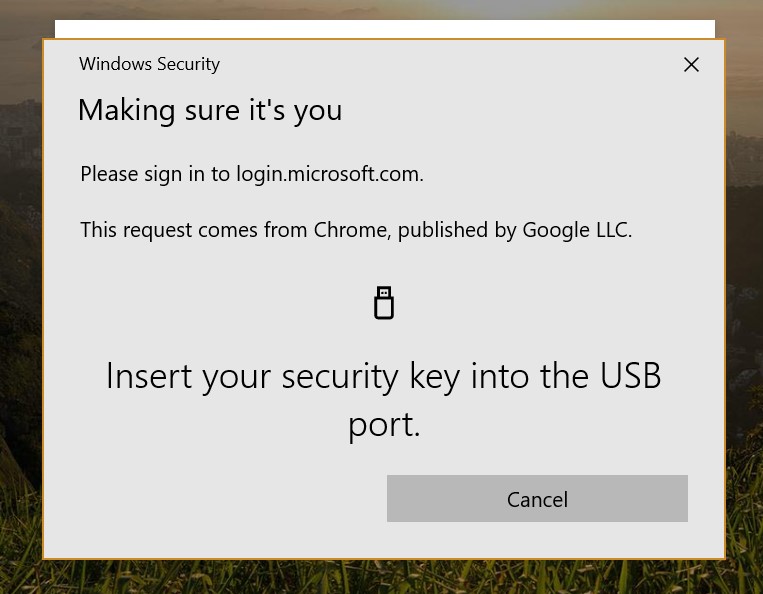 Windows Security
Making sure it's you
Please sign in to login.microsoft.com.
This request comes from Chrome, published by Google LLC.
Insert your security key into the USB
port.
Cancel